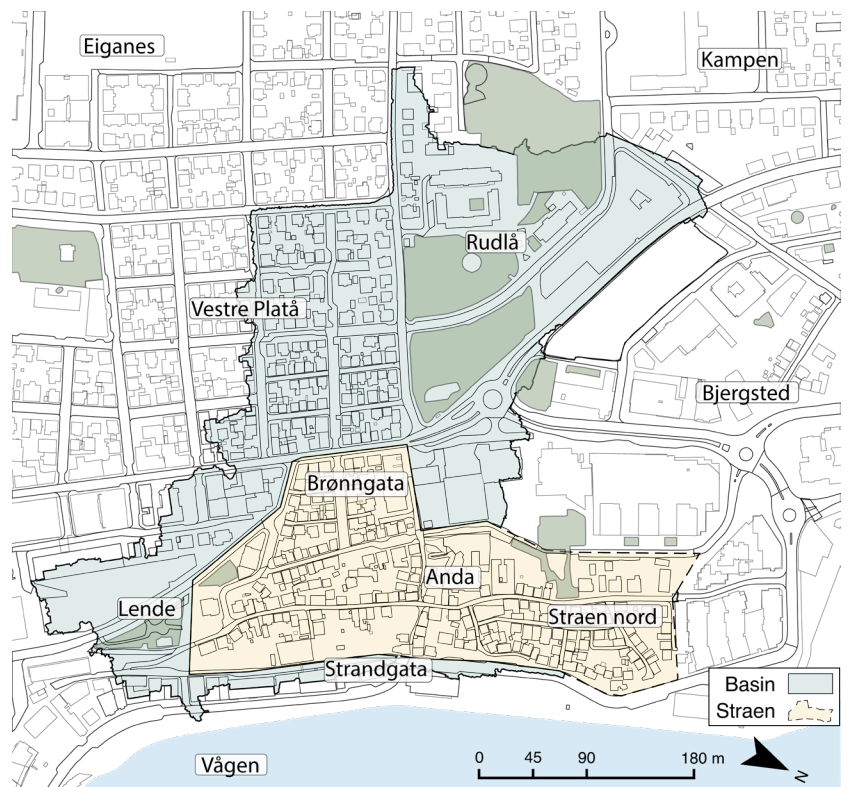 Eiganes
Kampen
Rudlå
Vestre Platå
Bjergsted
Brønngata
Anda
Lende
Straen nord
Strandgata
Basin
Straen
Vågen
0 45 90 180 m
N